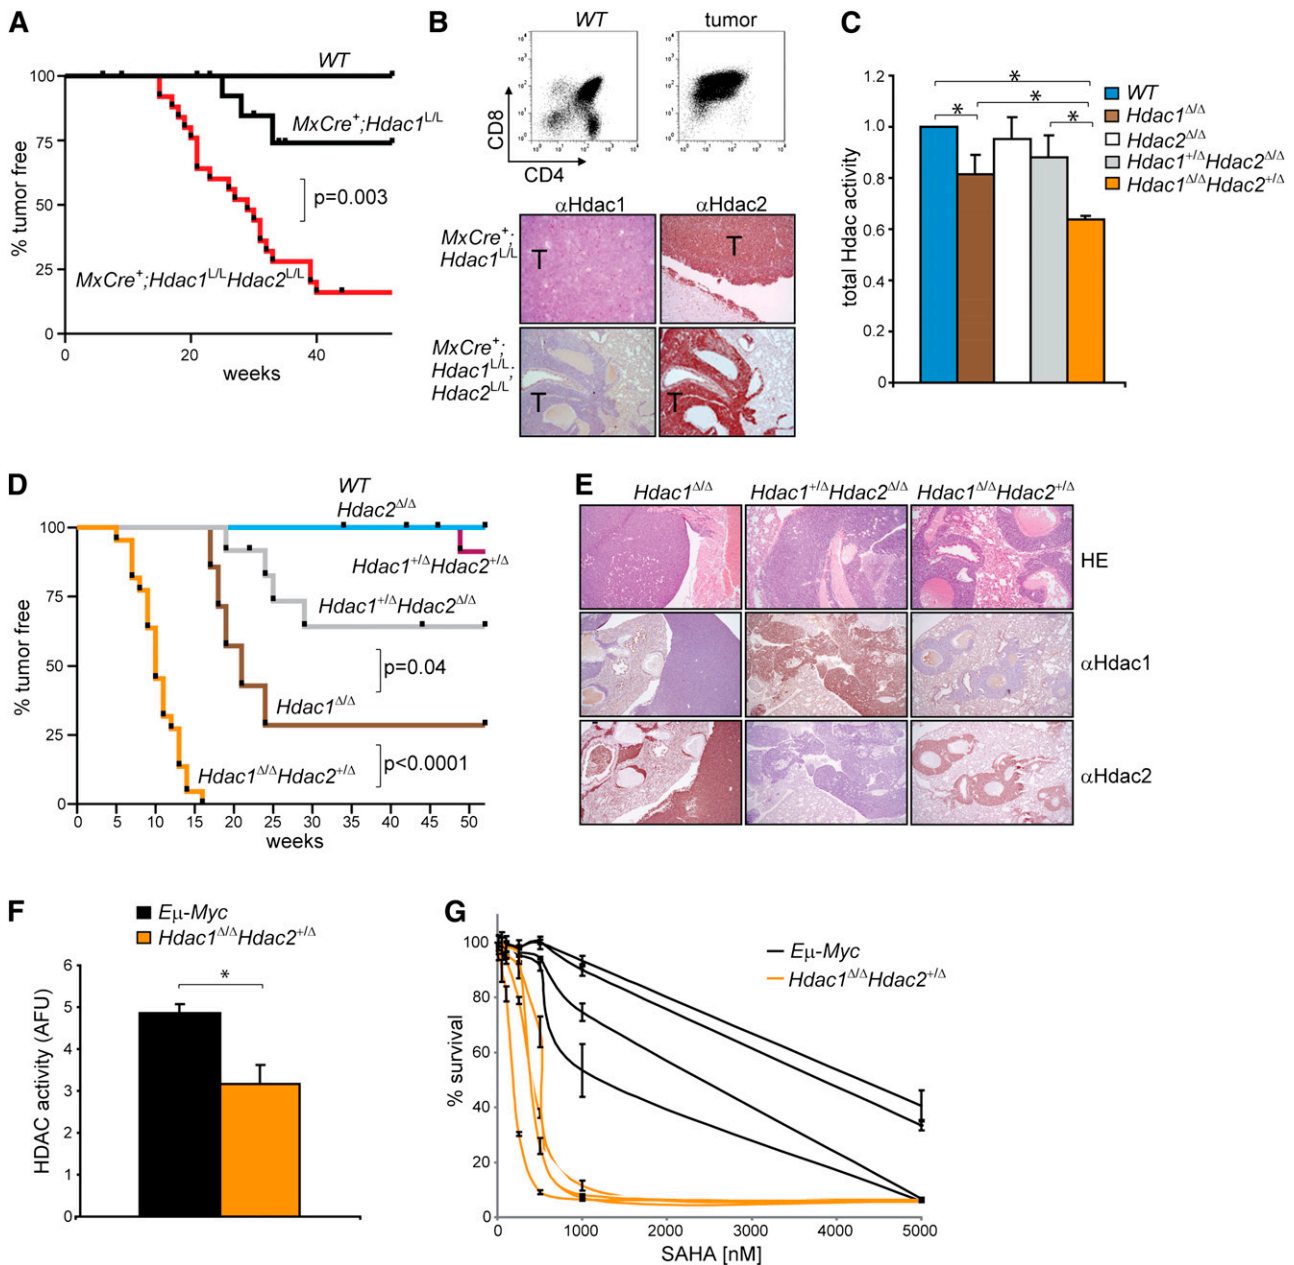 A
WT
MxCre⁺;Hdac1ᴸ/ᴸ
p=0.003
MxCre⁺;Hdac1ᴸ/ᴸHdac2ᴸ/ᴸ
% tumor free
100
75
50
25
0
0 20 40
weeks
B
WT tumor
CD8
CD4
αHdac1 αHdac2
MxCre⁺;
Hdac1ᴸ/ᴸ
T T
MxCre⁺;
Hdac1ᴸ/ᴸ;
Hdac2ᴸ/ᴸ
T T
C
total Hdac activity
1.2
1.0
0.8
0.6
0.4
0.2
0
*
* *
*
WT
Hdac1Δ/Δ
Hdac2Δ/Δ
Hdac1+/ΔHdac2Δ/Δ
Hdac1Δ/ΔHdac2+/Δ
D
WT
Hdac2Δ/Δ
Hdac1+/ΔHdac2+/Δ
Hdac1+/ΔHdac2Δ/Δ
p=0.04
Hdac1Δ/Δ
p<0.0001
Hdac1Δ/ΔHdac2+/Δ
% tumor free
100
75
50
25
0
0 5 10 15 20 25 30 35 40 45 50
weeks
E
Hdac1Δ/Δ Hdac1+/ΔHdac2Δ/Δ Hdac1Δ/ΔHdac2+/Δ
HE
αHdac1
αHdac2
F
Eμ-Myc
Hdac1Δ/ΔHdac2+/Δ
*
HDAC activity (AFU)
6
5
4
3
2
1
0
G
Eμ-Myc
Hdac1Δ/ΔHdac2+/Δ
% survival
100
80
60
40
20
0
0 1000 2000 3000 4000 5000
SAHA [nM]